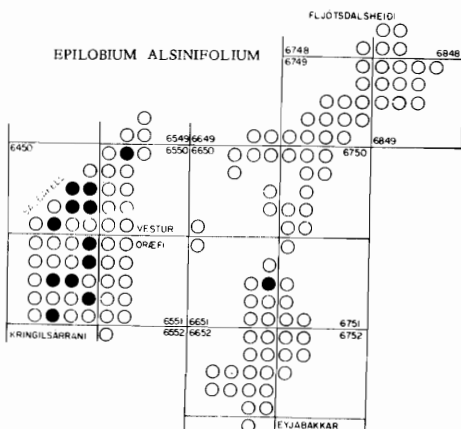 FLJÓTSDALSHEIÐI
EPILOBIUM ALSINIFOLIUM
6748
6848
6749
6549 6649
6450
6550 6650
6750
6849
VESTUR
ÖRÆFI
6551 6651
6751
KRINGILSÁRRANI
6552 6652
6752
EYJABAKKAR